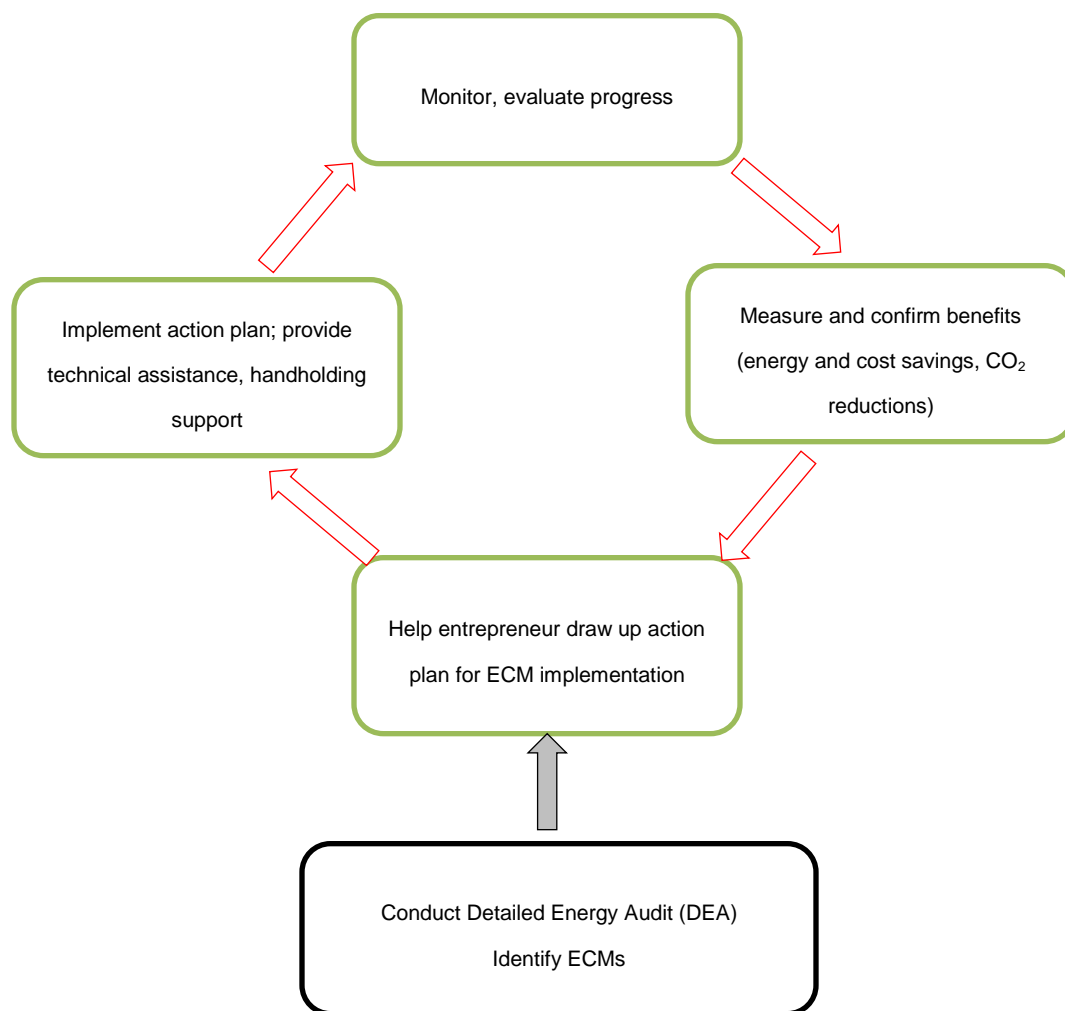 Monitor, evaluate progress
Implement action plan; provide
technical assistance, handholding
support
Measure and confirm benefits
(energy and cost savings, CO₂
reductions)
Help entrepreneur draw up action
plan for ECM implementation
Conduct Detailed Energy Audit (DEA)
Identify ECMs